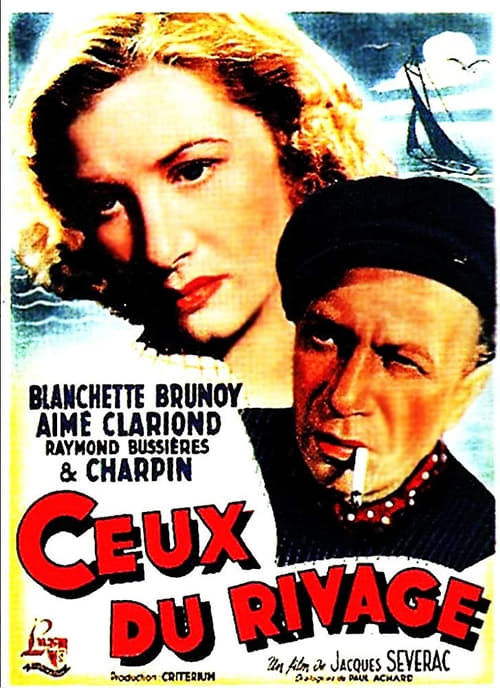 BLANCHETTE BRUNOY
AIMÉ CLARIOND
RAYMOND BUSSIÈRES
& CHARPIN
CEUX
DU RIVAGE
Lux
Un film de JACQUES SEVERAC
Production: CRITERIUM
Dialogues de PAUL ACHARD